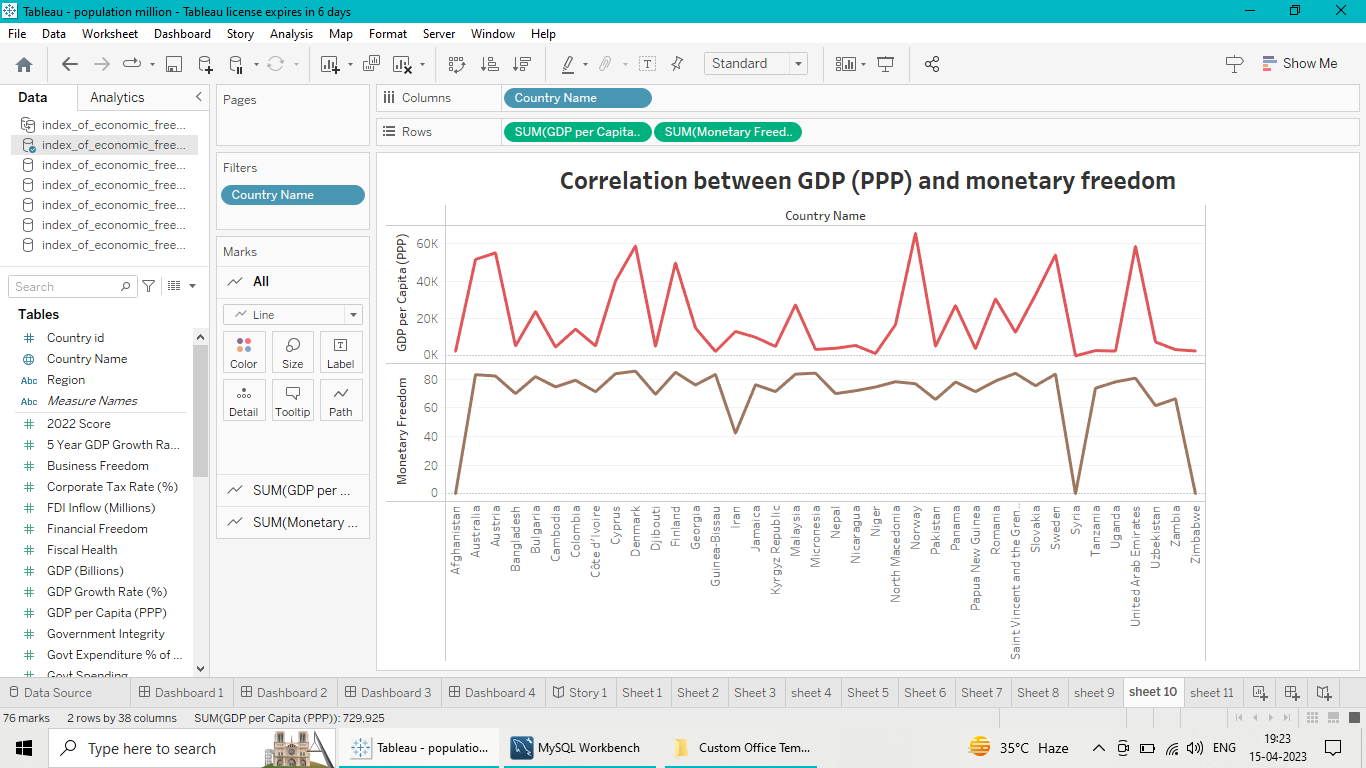 Tableau - population million - Tableau license expires in 6 days
File Data Worksheet Dashboard Story Analysis Map Format Server Window Help
Standard
Show Me
Data Analytics
index_of_economic_free...
index_of_economic_free...
index_of_economic_free...
index_of_economic_free...
index_of_economic_free...
index_of_economic_free...
index_of_economic_free...
Search
Tables
Country id
Country Name
Abc Region
Abc Measure Names
2022 Score
5 Year GDP Growth Ra...
Business Freedom
Corporate Tax Rate (%)
FDI Inflow (Millions)
Financial Freedom
Fiscal Health
GDP (Billions)
GDP Growth Rate (%)
GDP per Capita (PPP)
Government Integrity
Govt Expenditure % of ...
Govt Spending
Pages
Filters
Country Name
Marks
All
Line
Color Size Label
Detail Tooltip Path
SUM(GDP per ...
SUM(Monetary ...
Columns Country Name
Rows SUM(GDP per Capita.. SUM(Monetary Freed..
Correlation between GDP (PPP) and monetary freedom
Country Name
GDP per Capita (PPP)
60K
40K
20K
0K
Monetary Freedom
80
60
40
20
0
Afghanistan
Australia
Austria
Bangladesh
Bulgaria
Cambodia
Colombia
Côte d'Ivoire
Cyprus
Denmark
Djibouti
Finland
Georgia
Guinea-Bissau
Iran
Jamaica
Kyrgyz Republic
Malaysia
Micronesia
Nepal
Nicaragua
Niger
North Macedonia
Norway
Pakistan
Panama
Papua New Guinea
Romania
Saint Vincent and the Gren..
Slovakia
Sweden
Syria
Tanzania
Uganda
United Arab Emirates
Uzbekistan
Zambia
Zimbabwe
Data Source Dashboard 1 Dashboard 2 Dashboard 3 Dashboard 4 Story 1 Sheet 1 Sheet 2 Sheet 3 sheet 4 Sheet 5 Sheet 6 Sheet 7 Sheet 8 sheet 9 sheet 10 sheet 11
76 marks 2 rows by 38 columns SUM(GDP per Capita (PPP)): 729,925
Type here to search
Tableau - populatio...
MySQL Workbench
Custom Office Tem...
35°C Haze
ENG
19:23
15-04-2023